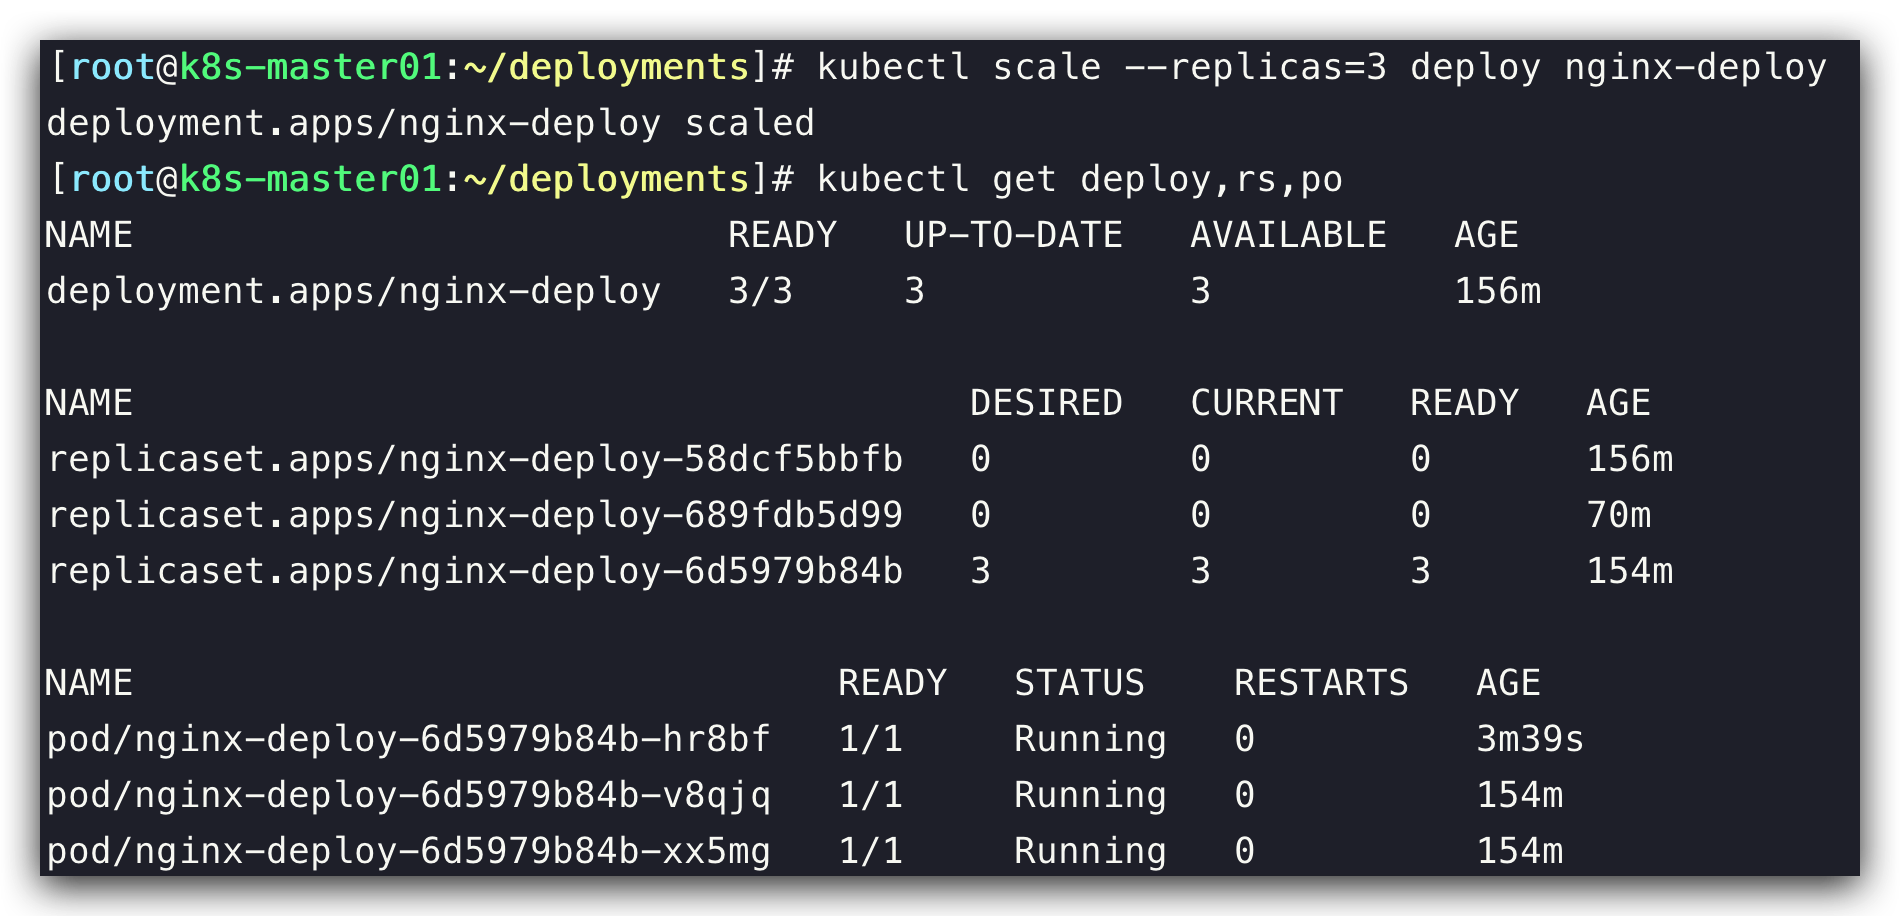 [root@k8s-master01:~/deployments]# kubectl scale --replicas=3 deploy nginx-deploy
deployment.apps/nginx-deploy scaled
[root@k8s-master01:~/deployments]# kubectl get deploy,rs,po
NAME                           READY   UP-TO-DATE   AVAILABLE   AGE
deployment.apps/nginx-deploy   3/3     3            3           156m

NAME                                      DESIRED   CURRENT   READY   AGE
replicaset.apps/nginx-deploy-58dcf5bbfb   0         0         0       156m
replicaset.apps/nginx-deploy-689fdb5d99   0         0         0       70m
replicaset.apps/nginx-deploy-6d5979b84b   3         3         3       154m

NAME                                READY   STATUS    RESTARTS   AGE
pod/nginx-deploy-6d5979b84b-hr8bf   1/1     Running   0          3m39s
pod/nginx-deploy-6d5979b84b-v8qjq   1/1     Running   0          154m
pod/nginx-deploy-6d5979b84b-xx5mg   1/1     Running   0          154m